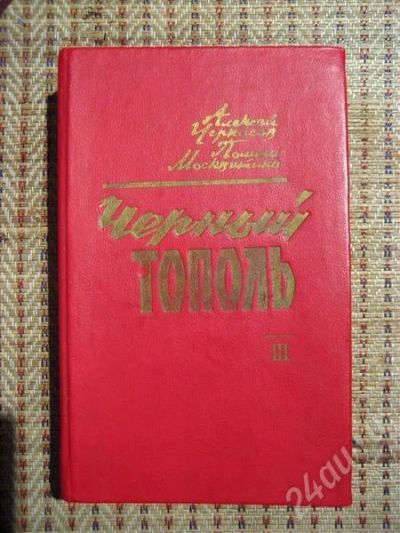 Алексей
Черкасов
Полина
Москвитина
Черный
ТОПОЛЬ
III
24au